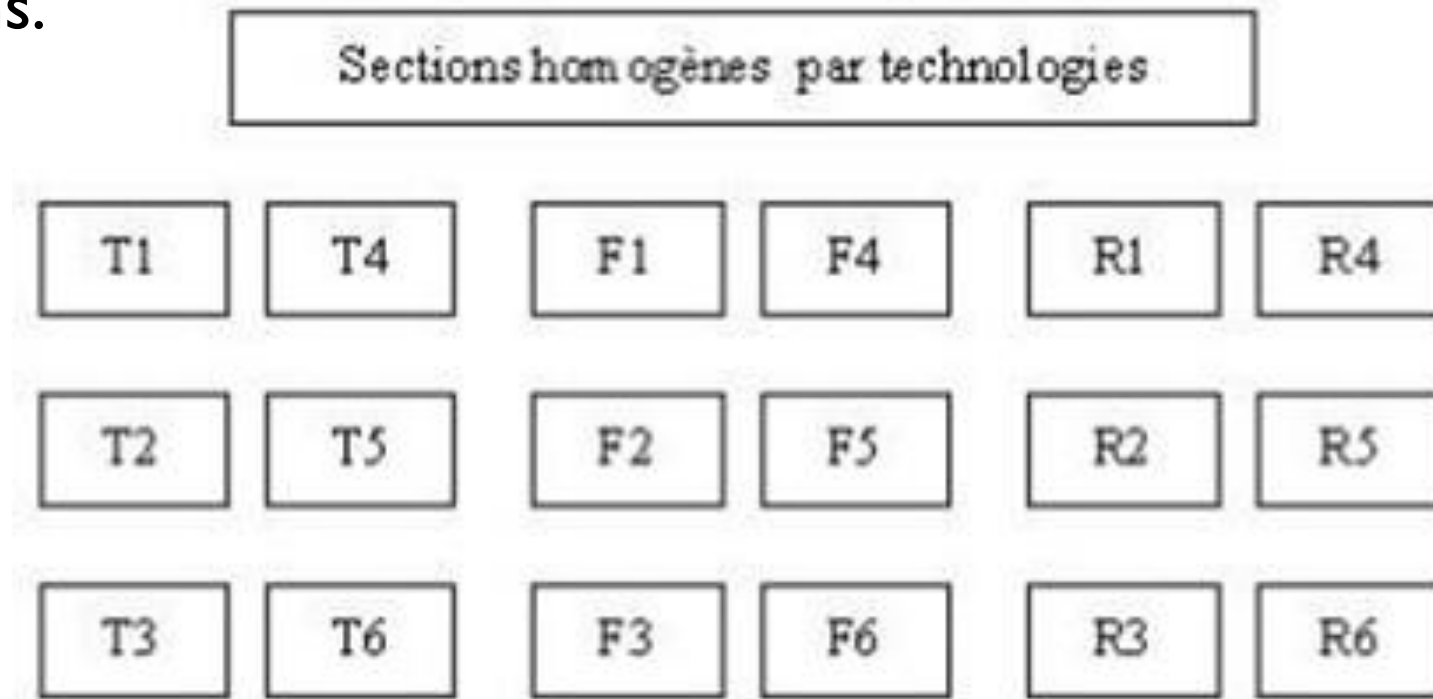 s.
Sections homogènes par technologies
T1 T4 F1 F4 R1 R4
T2 T5 F2 F5 R2 R5
T3 T6 F3 F6 R3 R6